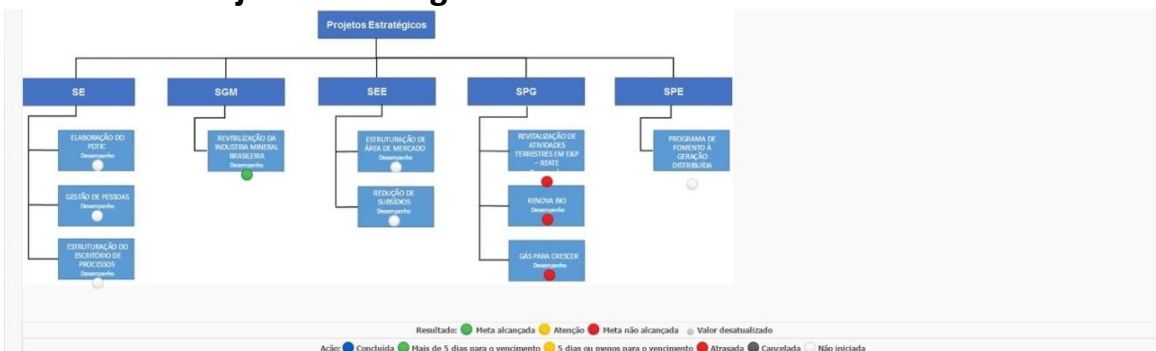 Projetos Estratégicos
SE
SGM
SEE
SPG
SPE
ELABORAÇÃO DO
PDTIC
Desempenho
GESTÃO DE PESSOAS
Desempenho
ESTRUTURAÇÃO DO
ESCRITÓRIO DE
PROCESSOS
Desempenho
REVITALIZAÇÃO DA
INDUSTRIA MINERAL
BRASILEIRA
Desempenho
ESTRUTURAÇÃO DE
ÁREA DE MERCADO
Desempenho
REDUÇÃO DE
SUBSÍDIOS
Desempenho
REVITALIZAÇÃO DE
ATIVIDADES
TERRESTRES EM E&P
– REATE
RENOVA BIO
Desempenho
GÁS PARA CRESCER
Desempenho
PROGRAMA DE
FOMENTO À
GERAÇÃO
DISTRIBUÍDA
Resultado: Meta alcançada Atenção Meta não alcançada Valor desatualizado
Ação: Concluída Mais de 5 dias para o vencimento 5 dias ou menos para o vencimento Atrasada Cancelada Não iniciada